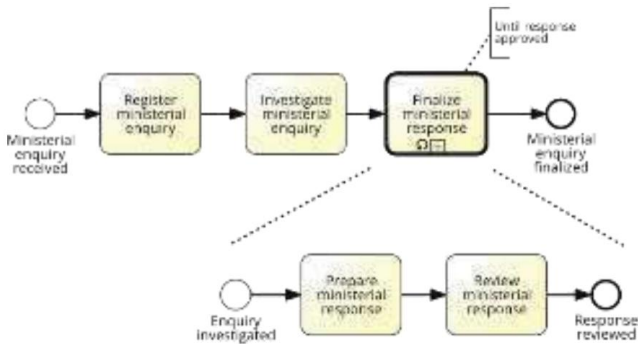 Until response
approved
Register
ministerial
enquiry
Investigate
ministerial
enquiry
Finalize
ministerial
response
Ministerial
enquiry
received
Ministerial
enquiry
finalized
Prepare
ministerial
response
Review
ministerial
response
Enquiry
investigated
Response
reviewed